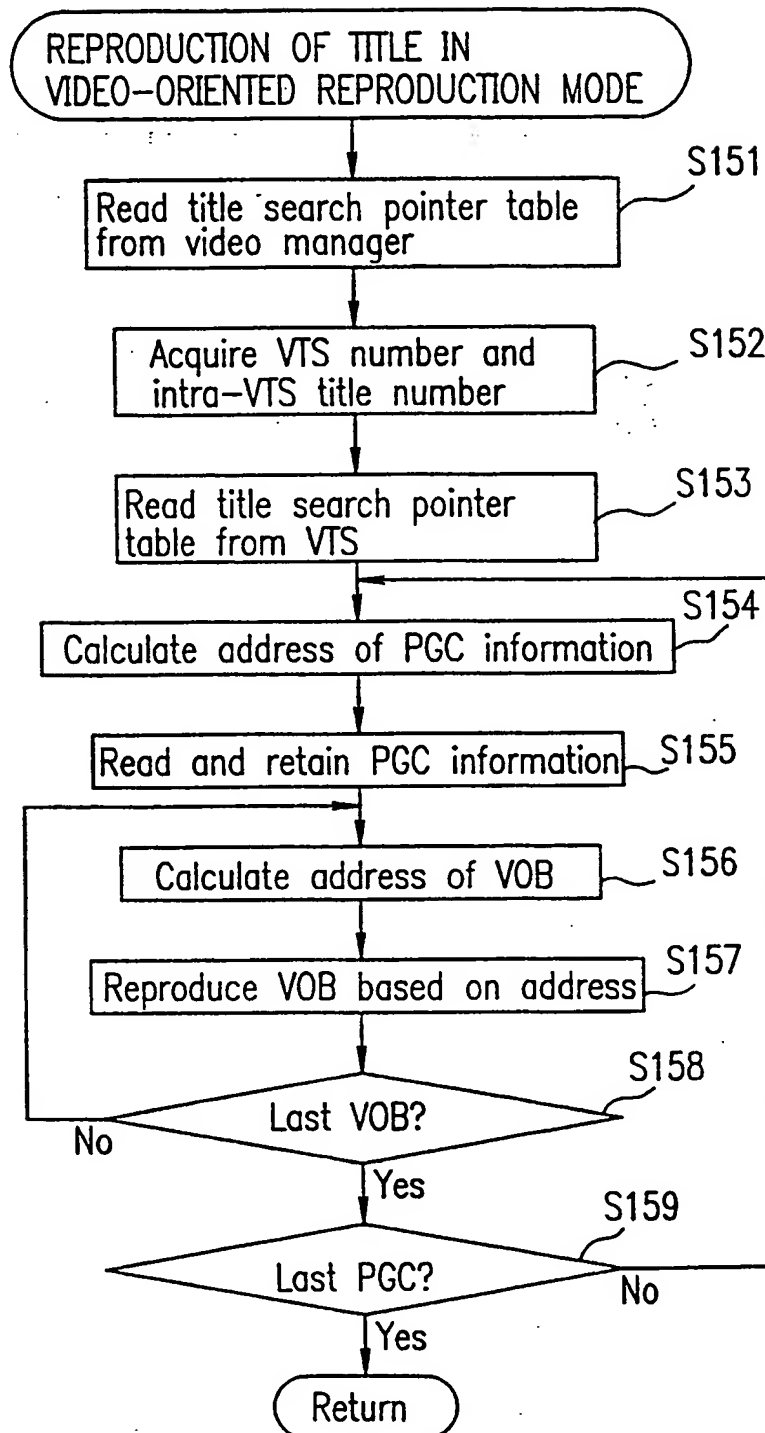 REPRODUCTION OF TITLE IN
VIDEO-ORIENTED REPRODUCTION MODE
S151
Read title search pointer table
from video manager
S152
Acquire VTS number and
intra-VTS title number
S153
Read title search pointer
table from VTS
S154
Calculate address of PGC information
S155
Read and retain PGC information
S156
Calculate address of VOB
S157
Reproduce VOB based on address
S158
Last VOB?
No
Yes
S159
Last PGC?
No
Yes
Return